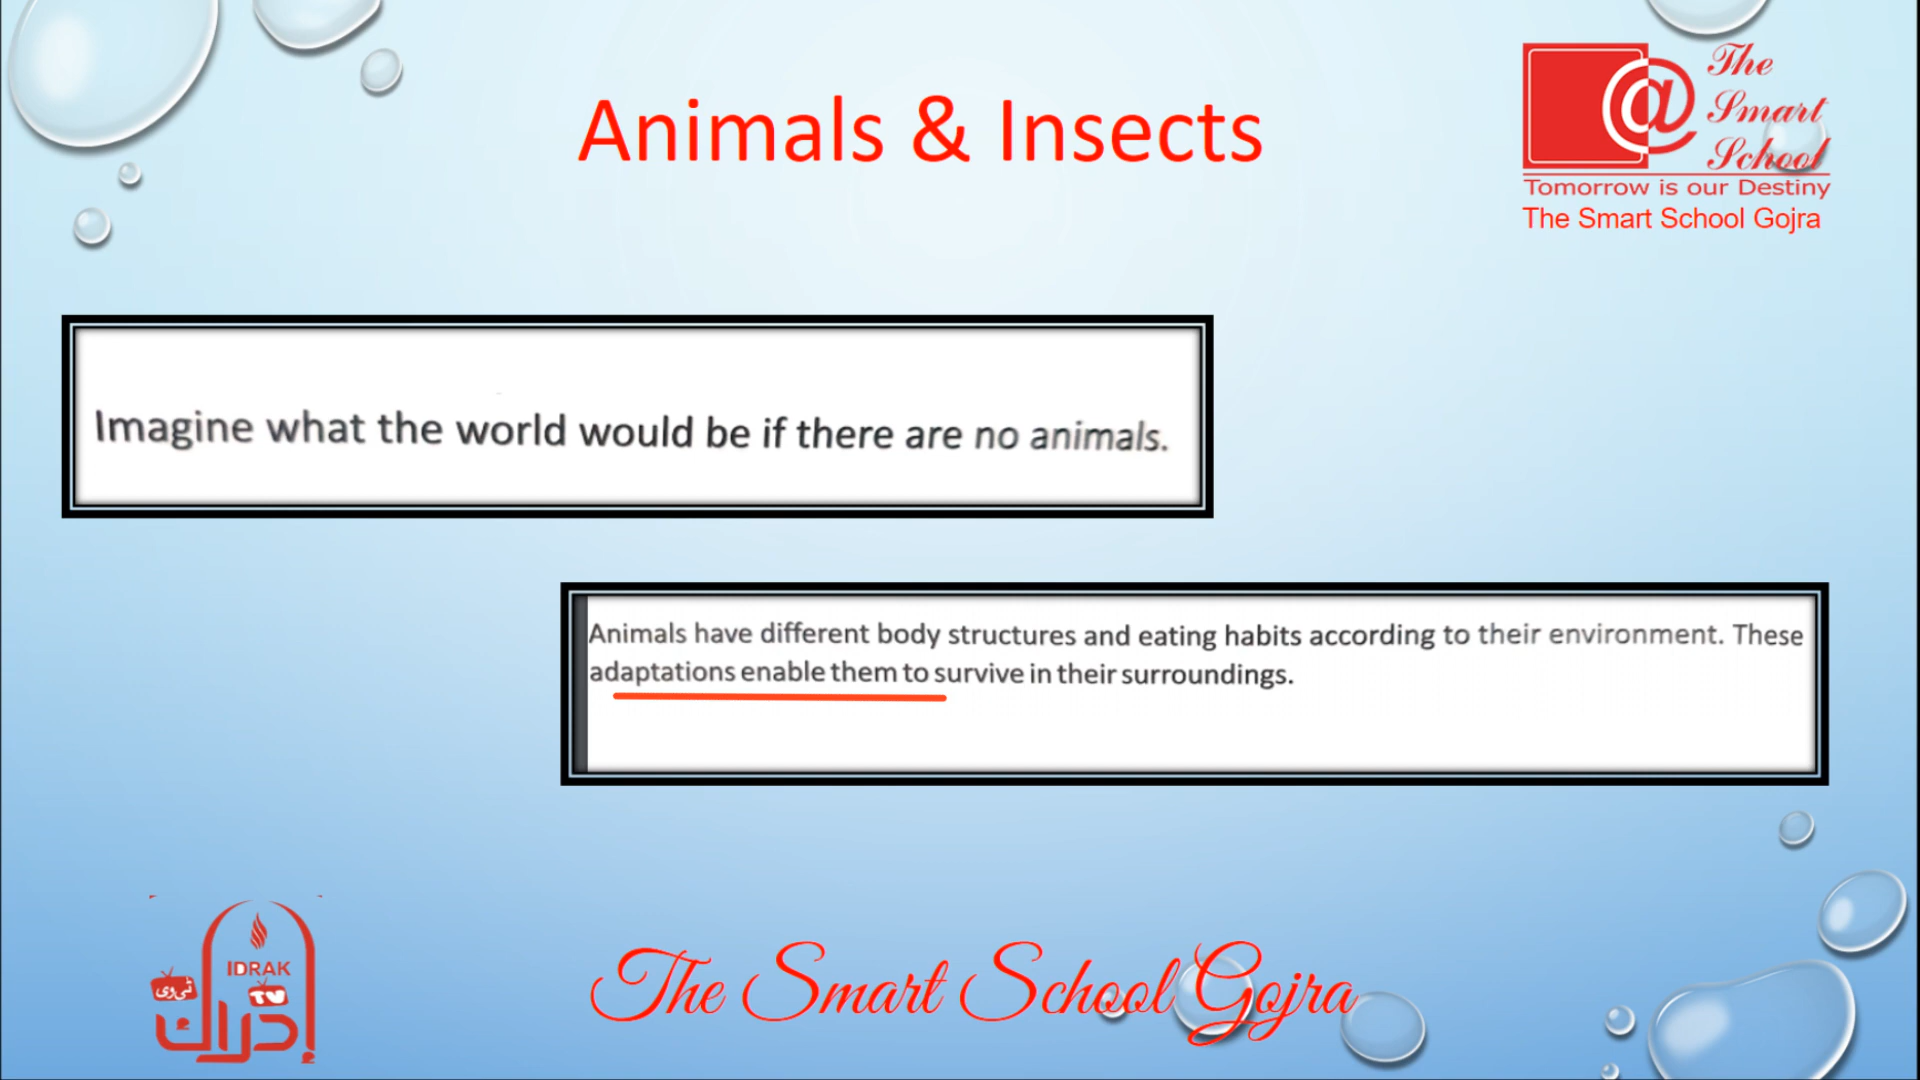 Animals & Insects
The
Smart
School
Tomorrow is our Destiny
The Smart School Gojra
Imagine what the world would be if there are no animals.
Animals have different body structures and eating habits according to their environment. These
adaptations enable them to survive in their surroundings.
IDRAK
ٹی وی
TV
إدراك
The Smart School Gojra